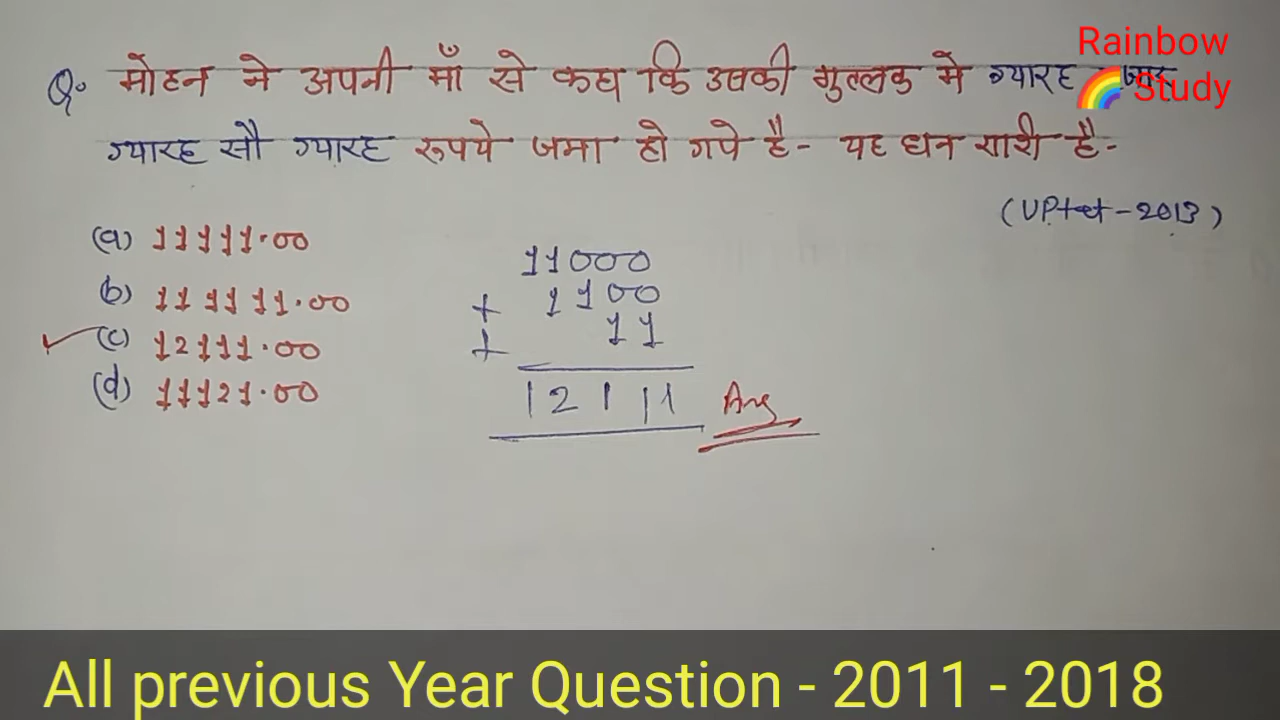 Rainbow
🌈 Study
Q. मोहन ने अपनी माँ से कहा कि उसकी गुल्लक मे ग्यारह
ग्यारह सौ ग्यारह रूपये जमा हो गये है- यह धन राशी है-
(UPtet-2013)
(a) 11111.00
(b) 111111.00
(c) 12111.00
(d) 11121.00
11000
+ 1100
+ 11
12111 Ans
All previous Year Question - 2011 - 2018